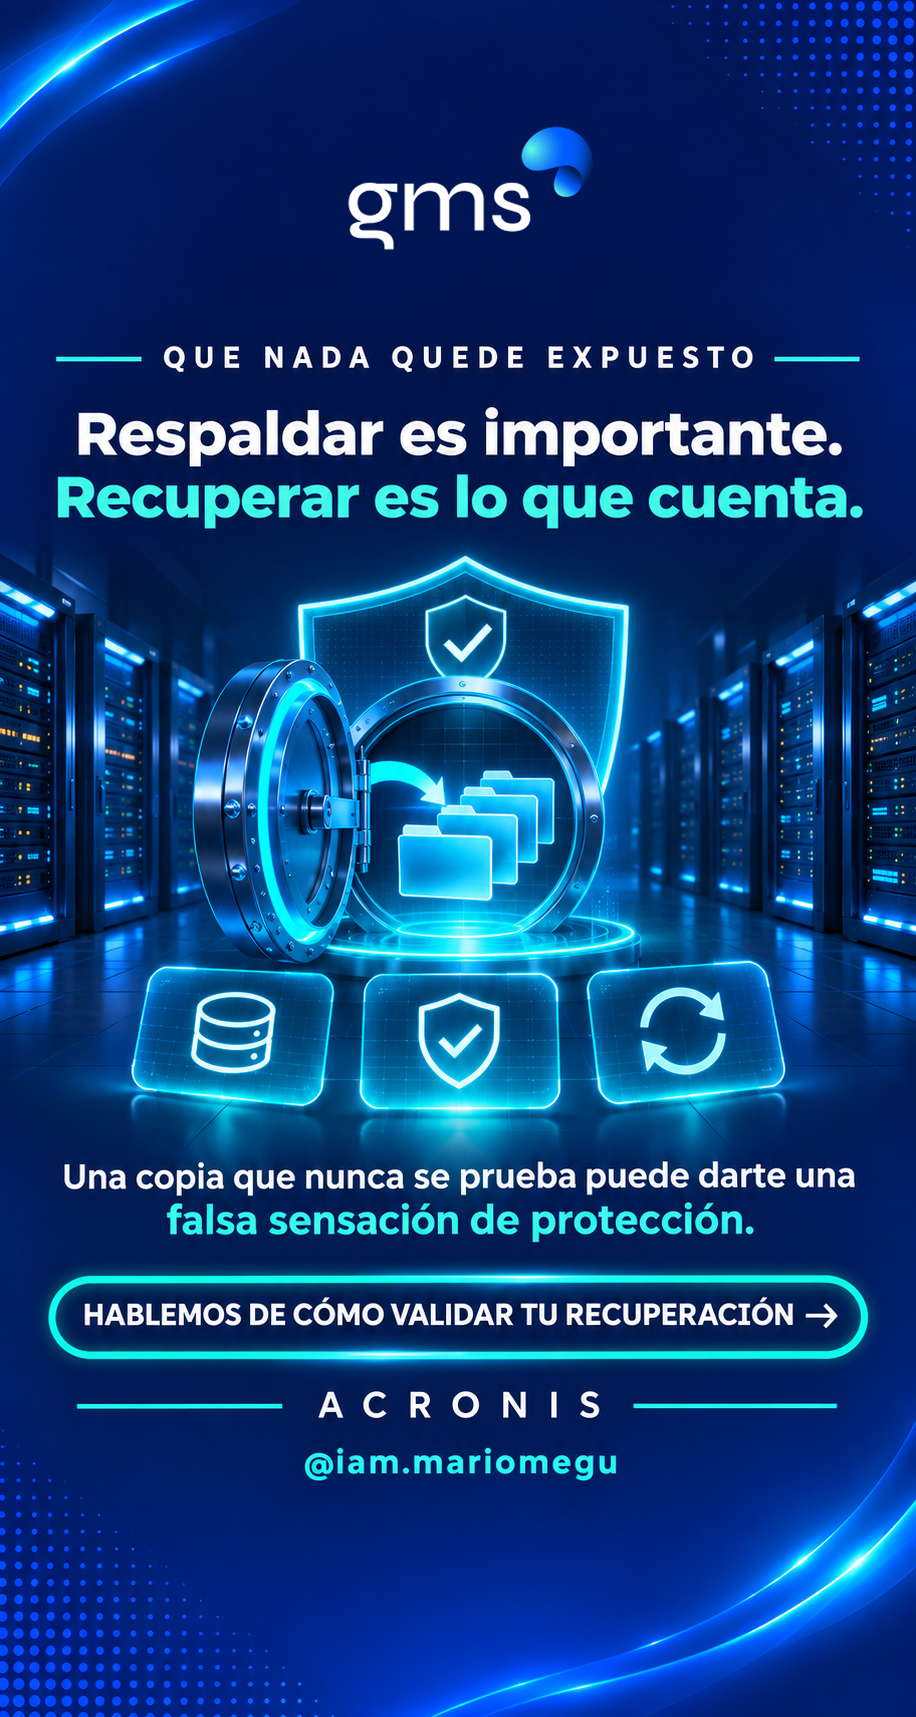 gms
QUE NADA QUEDE EXPUESTO
Respaldar es importante.
Recuperar es lo que cuenta.
Una copia que nunca se prueba puede darte una
falsa sensación de protección.
HABLEMOS DE CÓMO VALIDAR TU RECUPERACIÓN →
ACRONIS
@iam.mariomegu